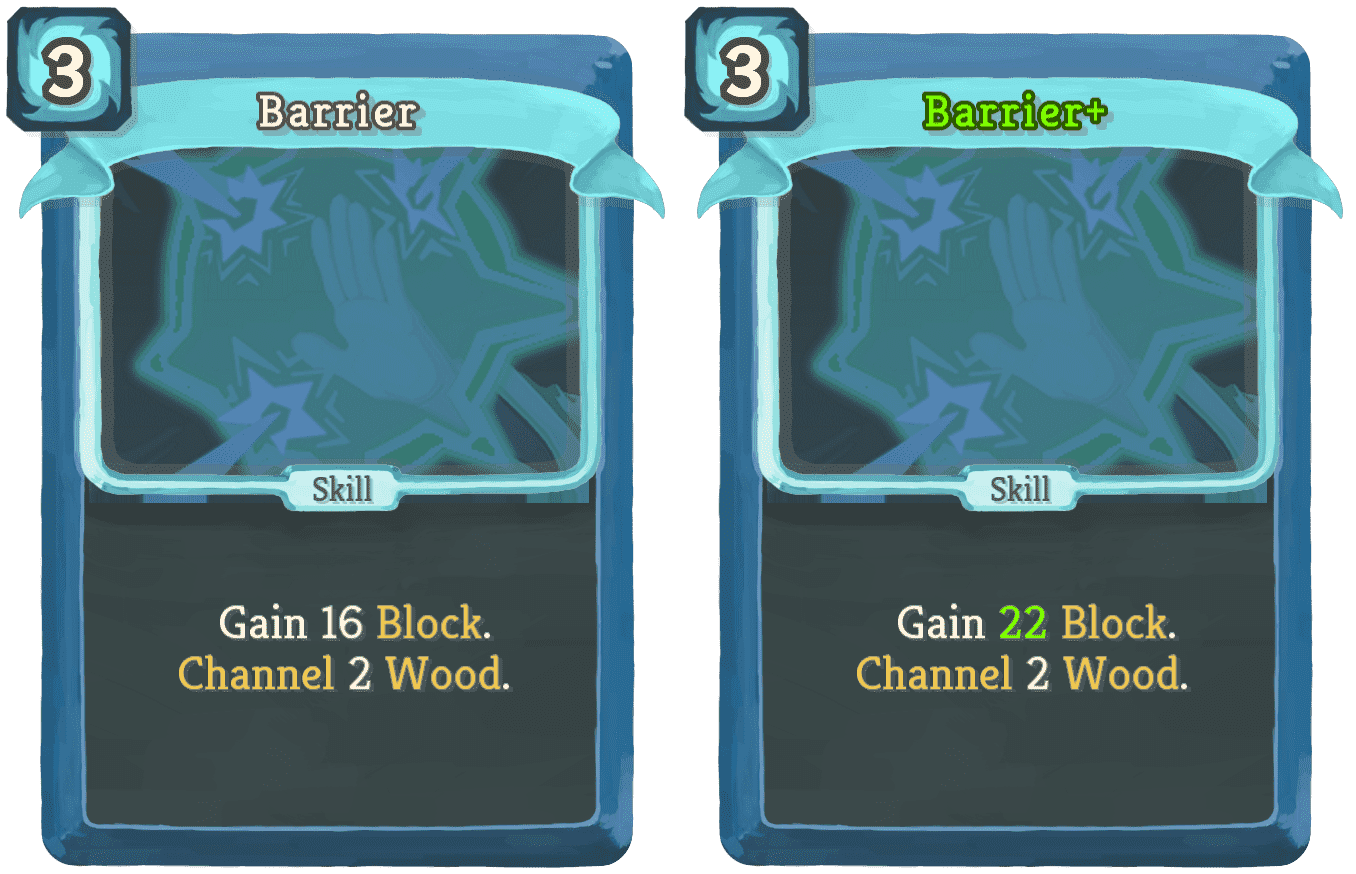 3
Barrier
Skill
Gain 16 Block.
Channel 2 Wood.
3
Barrier+
Skill
Gain 22 Block.
Channel 2 Wood.